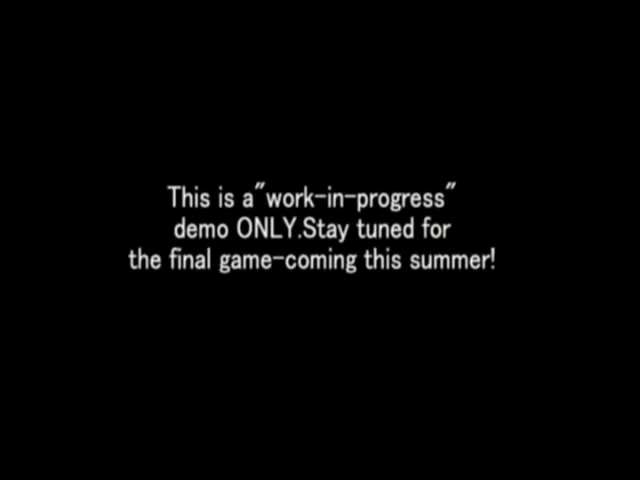 This is a"work-in-progress"
demo ONLY.Stay tuned for
the final game-coming this summer!